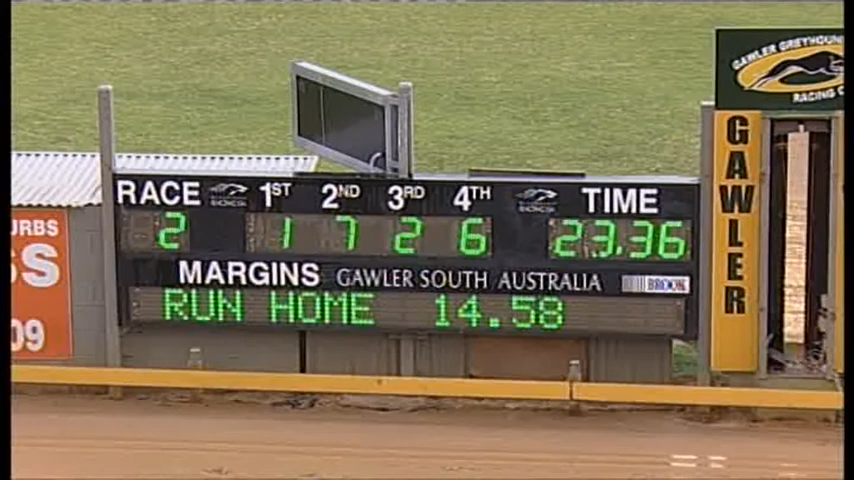 GAWLER GREYHOUND
RACING C
GAWLER
RACE 1ST 2ND 3RD 4TH TIME
2 1 7 2 6 23.36
MARGINS GAWLER SOUTH AUSTRALIA BROOK
RUN HOME 14.58
URBS
S
09